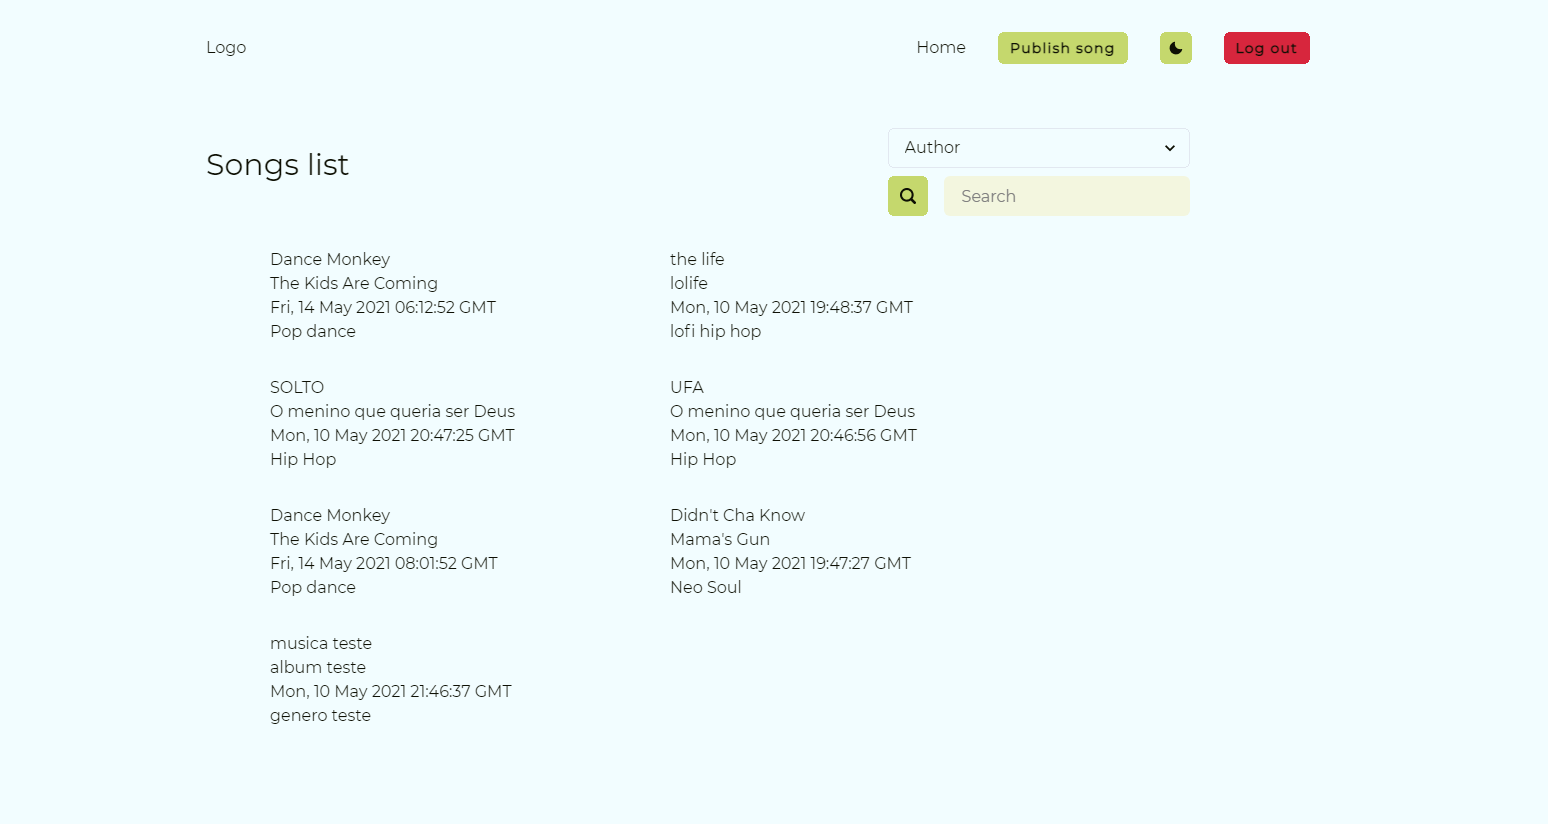 Logo
Home
Publish song
Log out
Songs list
Author
Search
Dance Monkey
The Kids Are Coming
Fri, 14 May 2021 06:12:52 GMT
Pop dance
the life
lolife
Mon, 10 May 2021 19:48:37 GMT
lofi hip hop
SOLTO
O menino que queria ser Deus
Mon, 10 May 2021 20:47:25 GMT
Hip Hop
UFA
O menino que queria ser Deus
Mon, 10 May 2021 20:46:56 GMT
Hip Hop
Dance Monkey
The Kids Are Coming
Fri, 14 May 2021 08:01:52 GMT
Pop dance
Didn't Cha Know
Mama's Gun
Mon, 10 May 2021 19:47:27 GMT
Neo Soul
musica teste
album teste
Mon, 10 May 2021 21:46:37 GMT
genero teste